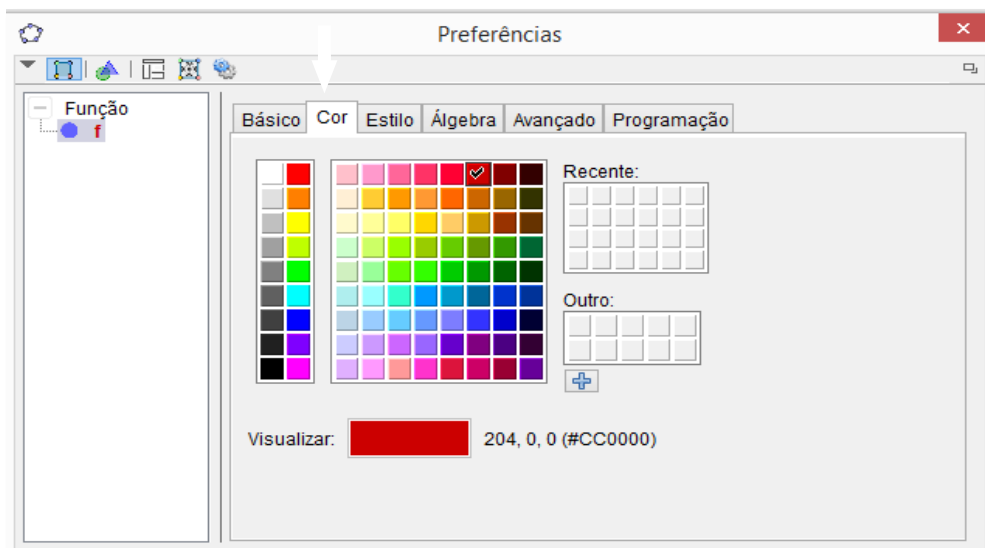 Preferências
Função
f
Básico Cor Estilo Álgebra Avançado Programação
Recente:
Outro:
Visualizar: 204, 0, 0 (#CC0000)